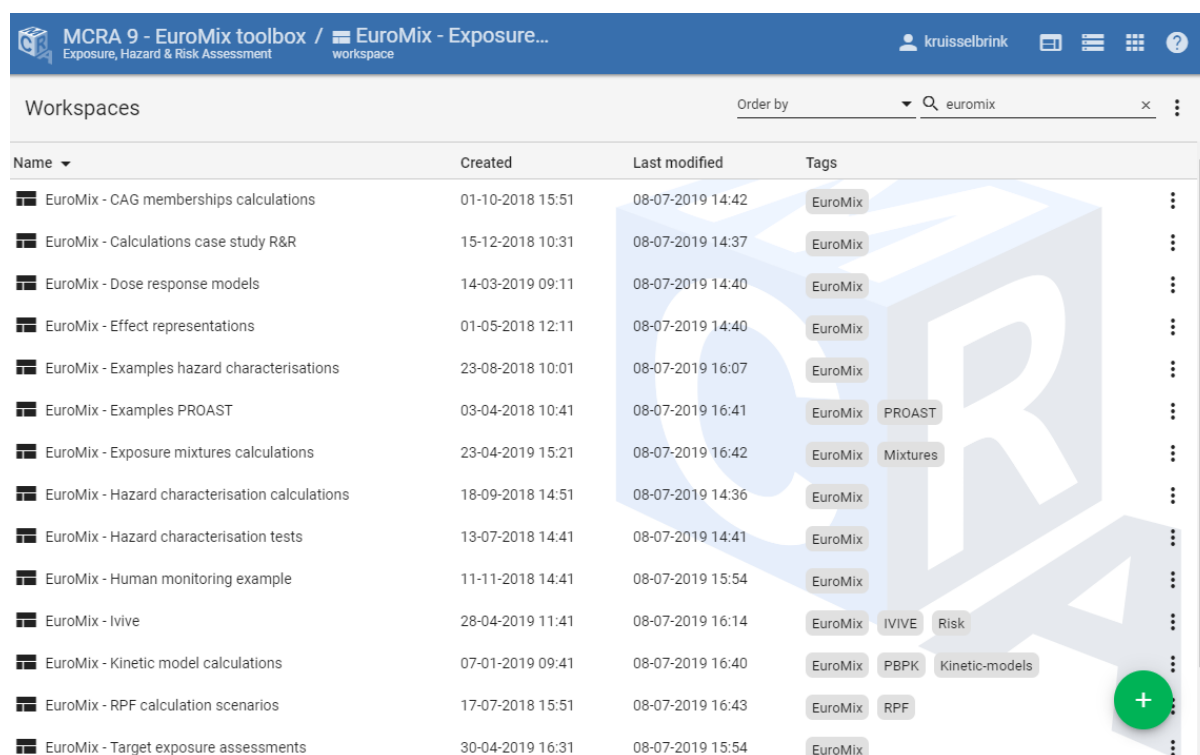 MCRA 9 - EuroMix toolbox / EuroMix - Exposure... kruisselbrink
Exposure, Hazard & Risk Assessment workspace
Workspaces Order by euromix
Name Created Last modified Tags
EuroMix - CAG memberships calculations 01-10-2018 15:51 08-07-2019 14:42 EuroMix
EuroMix - Calculations case study R&R 15-12-2018 10:31 08-07-2019 14:37 EuroMix
EuroMix - Dose response models 14-03-2019 09:11 08-07-2019 14:40 EuroMix
EuroMix - Effect representations 01-05-2018 12:11 08-07-2019 14:40 EuroMix
EuroMix - Examples hazard characterisations 23-08-2018 10:01 08-07-2019 16:07 EuroMix
EuroMix - Examples PROAST 03-04-2018 10:41 08-07-2019 16:41 EuroMix PROAST
EuroMix - Exposure mixtures calculations 23-04-2019 15:21 08-07-2019 16:42 EuroMix Mixtures
EuroMix - Hazard characterisation calculations 18-09-2018 14:51 08-07-2019 14:36 EuroMix
EuroMix - Hazard characterisation tests 13-07-2018 14:41 08-07-2019 14:41 EuroMix
EuroMix - Human monitoring example 11-11-2018 14:41 08-07-2019 15:54 EuroMix
EuroMix - Ivive 28-04-2019 11:41 08-07-2019 16:14 EuroMix IVIVE Risk
EuroMix - Kinetic model calculations 07-01-2019 09:41 08-07-2019 16:40 EuroMix PBPK Kinetic-models
EuroMix - RPF calculation scenarios 17-07-2018 15:51 08-07-2019 16:43 EuroMix RPF
EuroMix - Target exposure assessments 30-04-2019 16:31 08-07-2019 15:54 EuroMix
CRA